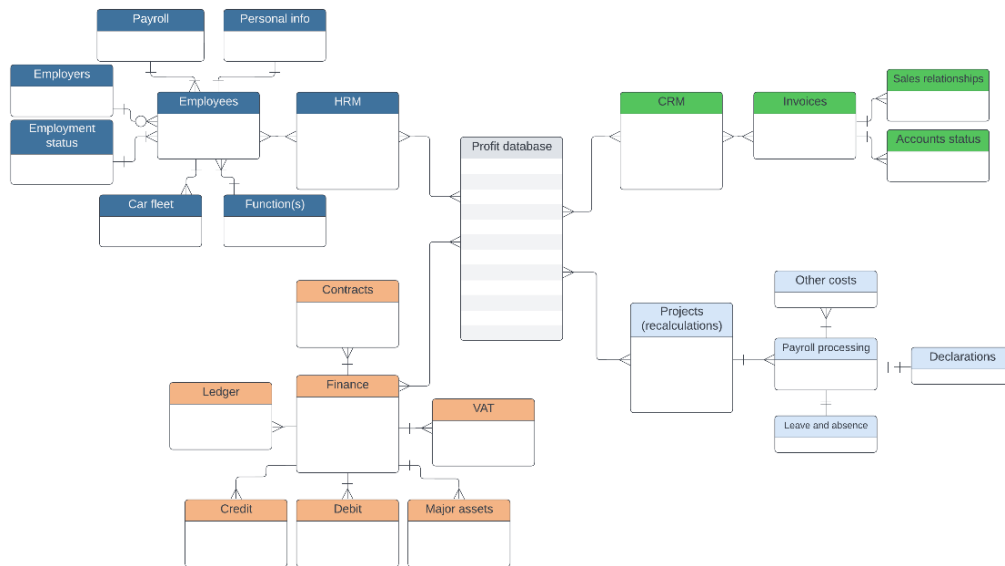 Payroll
Personal info
Employers
Employees
HRM
CRM
Invoices
Sales relationships
Employment
status
Accounts status
Profit database
Car fleet
Function(s)
Contracts
Other costs
Projects
(recalculations)
Payroll processing
Declarations
Finance
Ledger
VAT
Leave and absence
Credit
Debit
Major assets